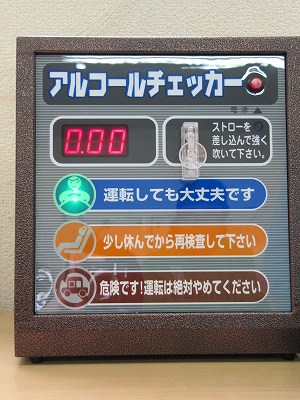 アルコールチェッカー
電源 ▲
0.00
ストローを
差し込んで強く
吹いて下さい。
運転しても大丈夫です
少し休んでから再検査して下さい
危険です!運転は絶対やめてください